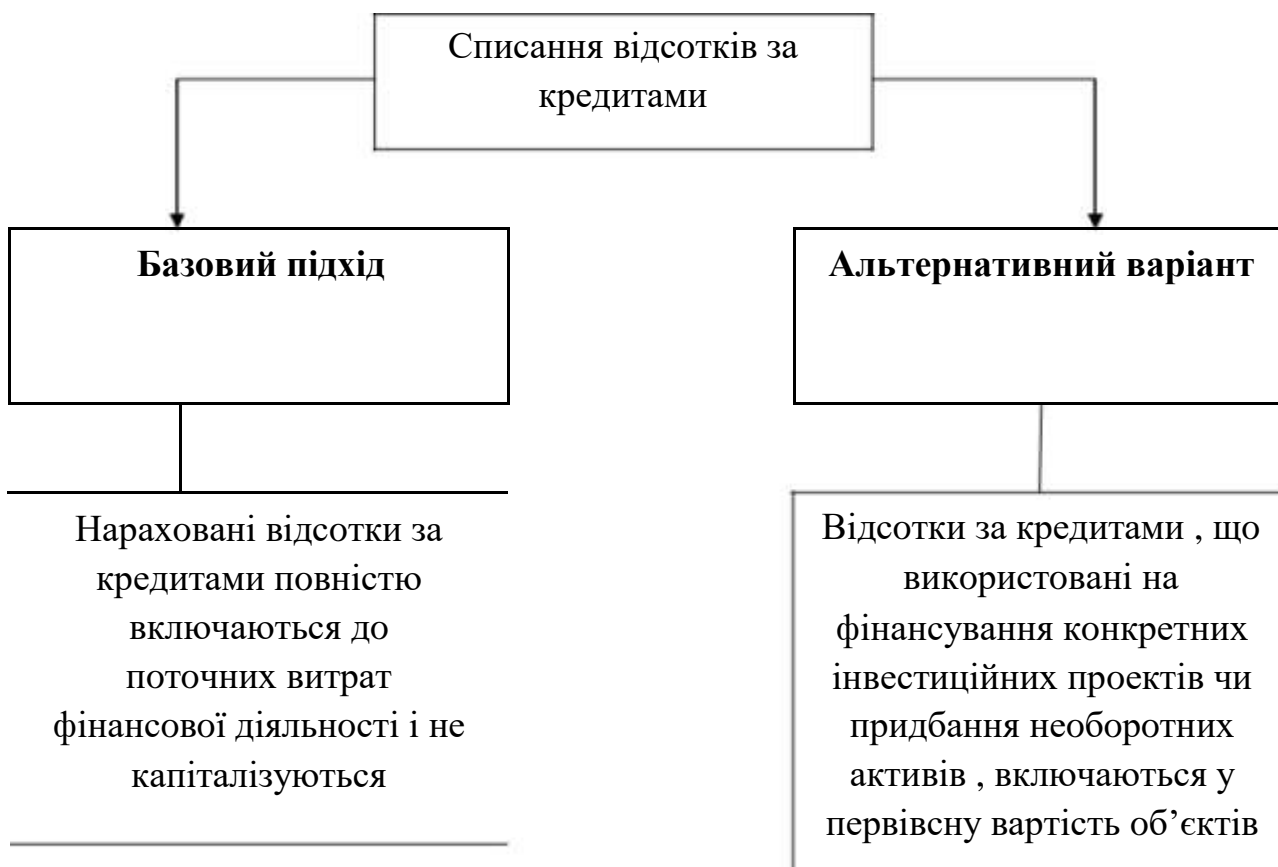 Списання відсотків за
кредитами
Базовий підхід
Альтернативний варіант
Нараховані відсотки за
кредитами повністю
включаються до
поточних витрат
фінансової діяльності і не
капіталізуються
Відсотки за кредитами , що
використовані на
фінансування конкретних
інвестиційних проектів чи
придбання необоротних
активів , включаються у
первівсну вартість об’єктів